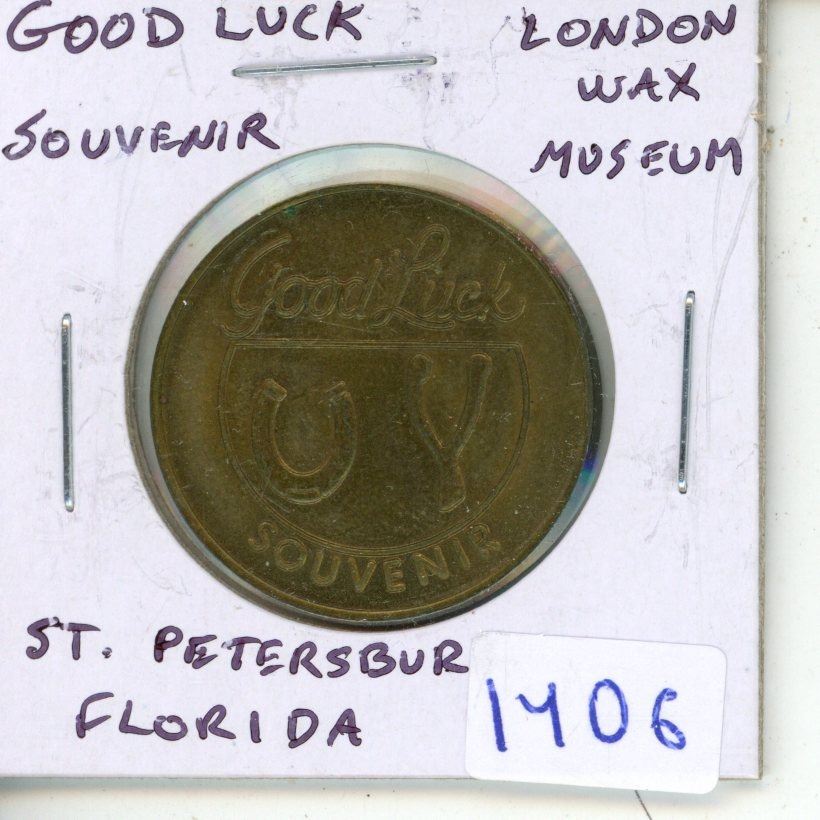 GOOD LUCK
SOUVENIR
LONDON
WAX
MUSEUM
Good Luck
SOUVENIR
ST. PETERSBUR
FLORIDA
1406